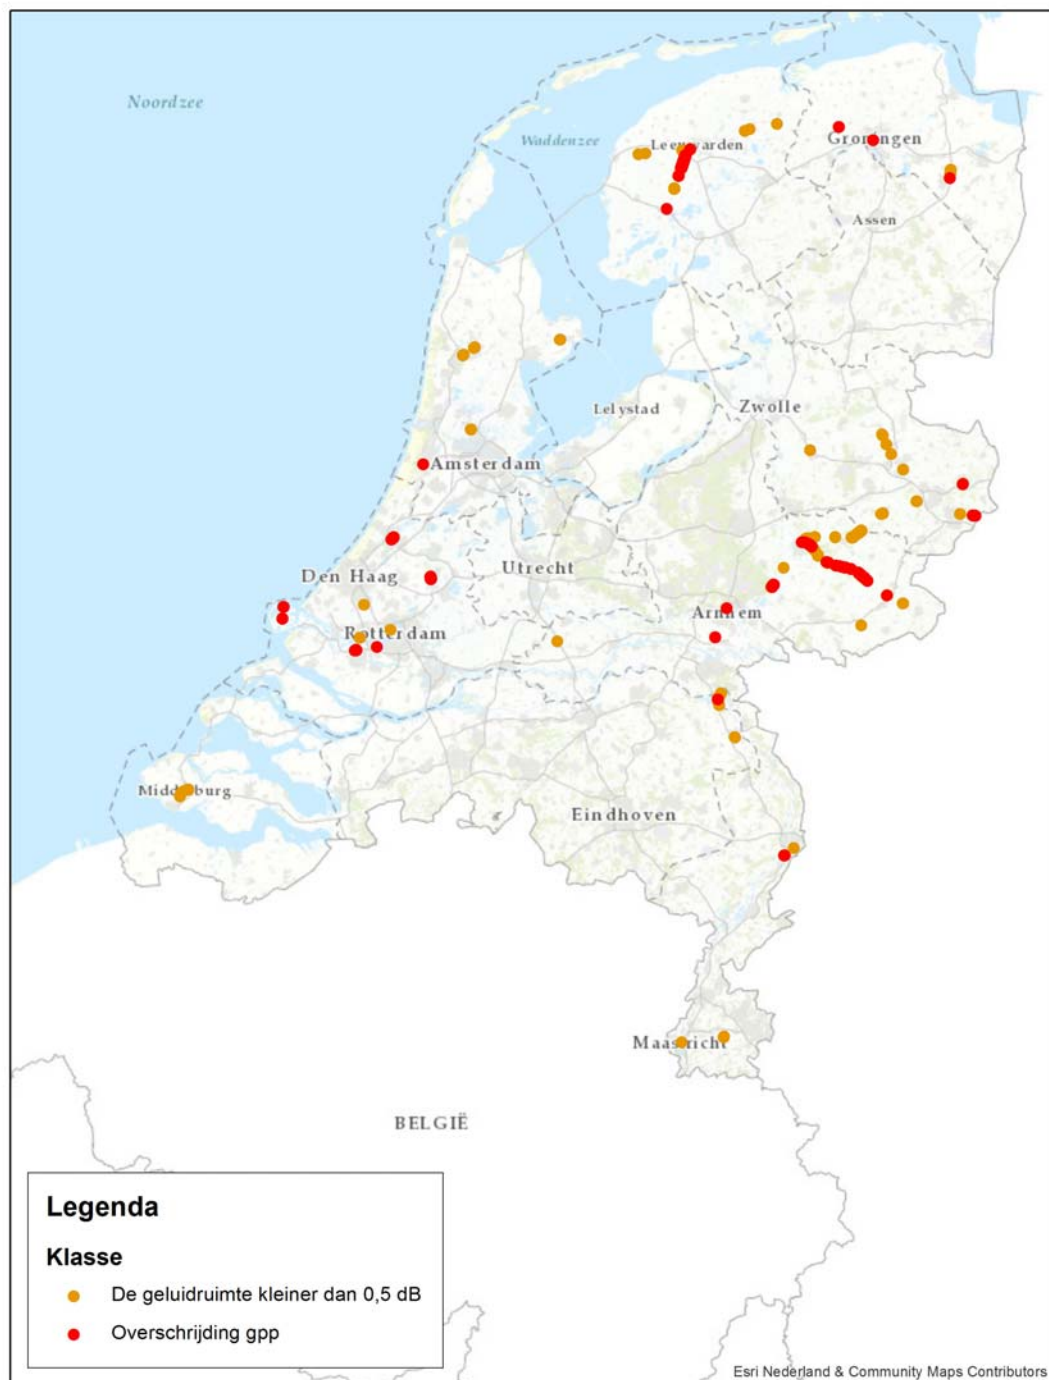 Noordzee
Waddenzee
Leeuwarden
Groningen
Assen
Zwolle
Lelystad
Amsterdam
Utrecht
Den Haag
Arnhem
Rotterdam
Middelburg
Eindhoven
Maastricht
BELGIË
Legenda
Klasse
De geluidruimte kleiner dan 0,5 dB
Overschrijding gpp
Esri Nederland & Community Maps Contributors